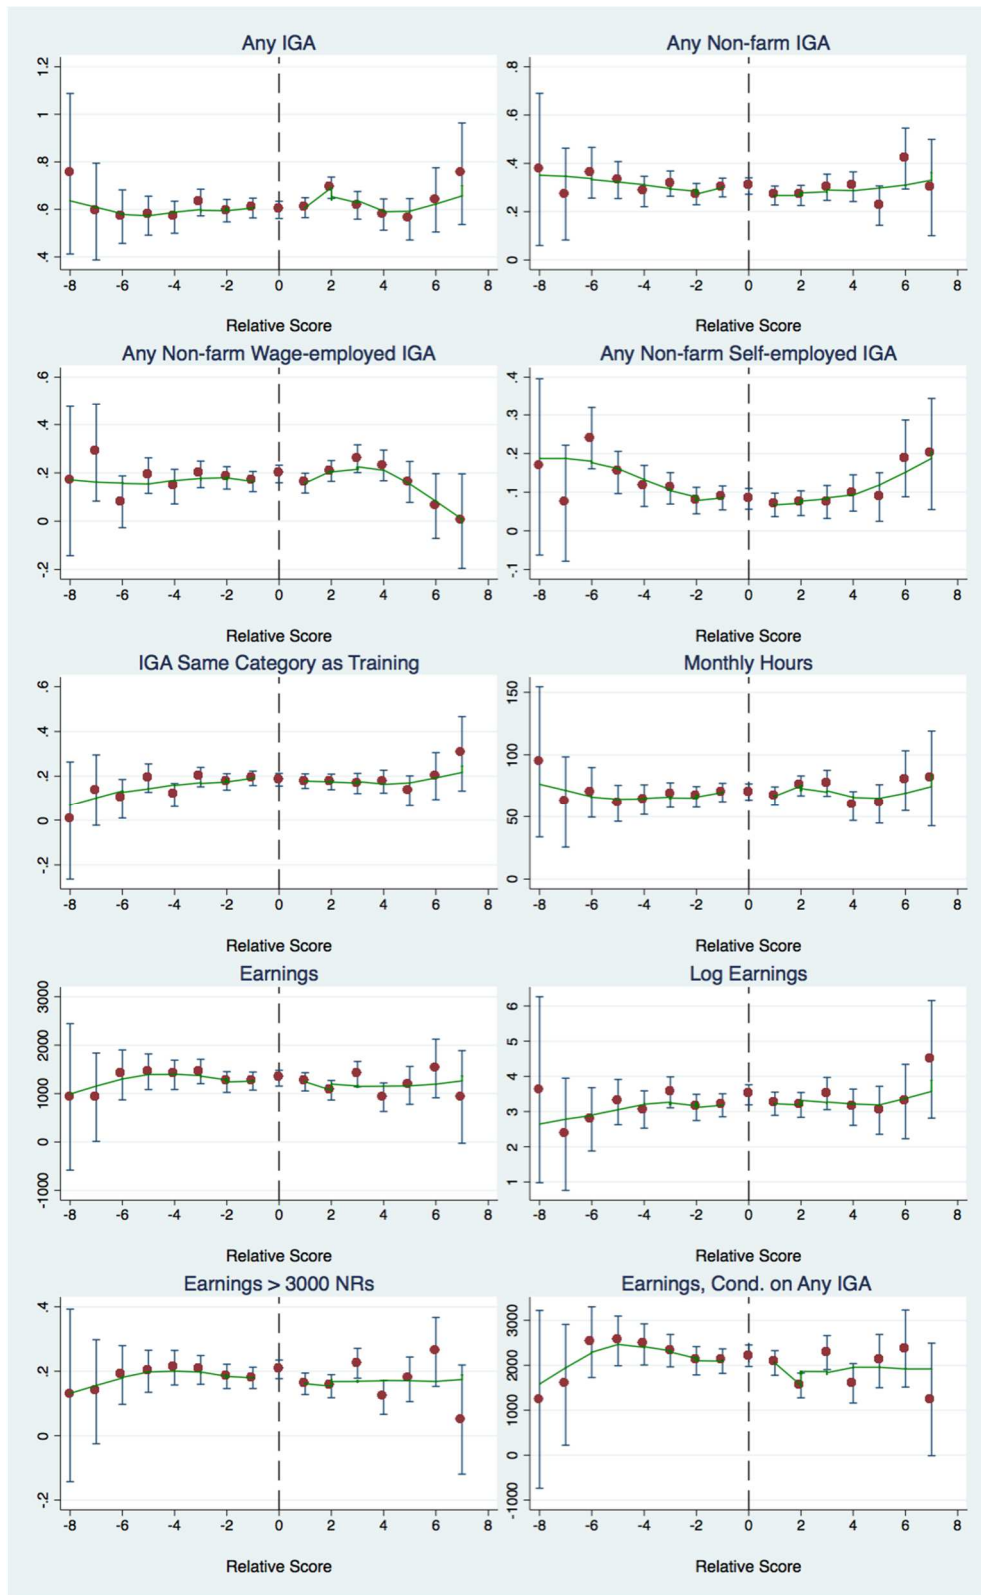 Any IGA
1.2
1
.8
.6
.4
-8 -6 -4 -2 0 2 4 6 8
Relative Score
Any Non-farm IGA
.8
.6
.4
.2
0
-8 -6 -4 -2 0 2 4 6 8
Relative Score
Any Non-farm Wage-employed IGA
.6
.4
.2
0
-.2
-8 -6 -4 -2 0 2 4 6 8
Relative Score
Any Non-farm Self-employed IGA
.4
.3
.2
.1
0
-.1
-8 -6 -4 -2 0 2 4 6 8
Relative Score
IGA Same Category as Training
.6
.4
.2
0
-.2
-8 -6 -4 -2 0 2 4 6 8
Relative Score
Monthly Hours
150
100
50
0
-8 -6 -4 -2 0 2 4 6 8
Relative Score
Earnings
3000
2000
1000
0
-1000
-8 -6 -4 -2 0 2 4 6 8
Relative Score
Log Earnings
6
5
4
3
2
1
-8 -6 -4 -2 0 2 4 6 8
Relative Score
Earnings > 3000 NRs
.4
.2
0
-.2
-8 -6 -4 -2 0 2 4 6 8
Relative Score
Earnings, Cond. on Any IGA
3000
2000
1000
0
-1000
-8 -6 -4 -2 0 2 4 6 8
Relative Score